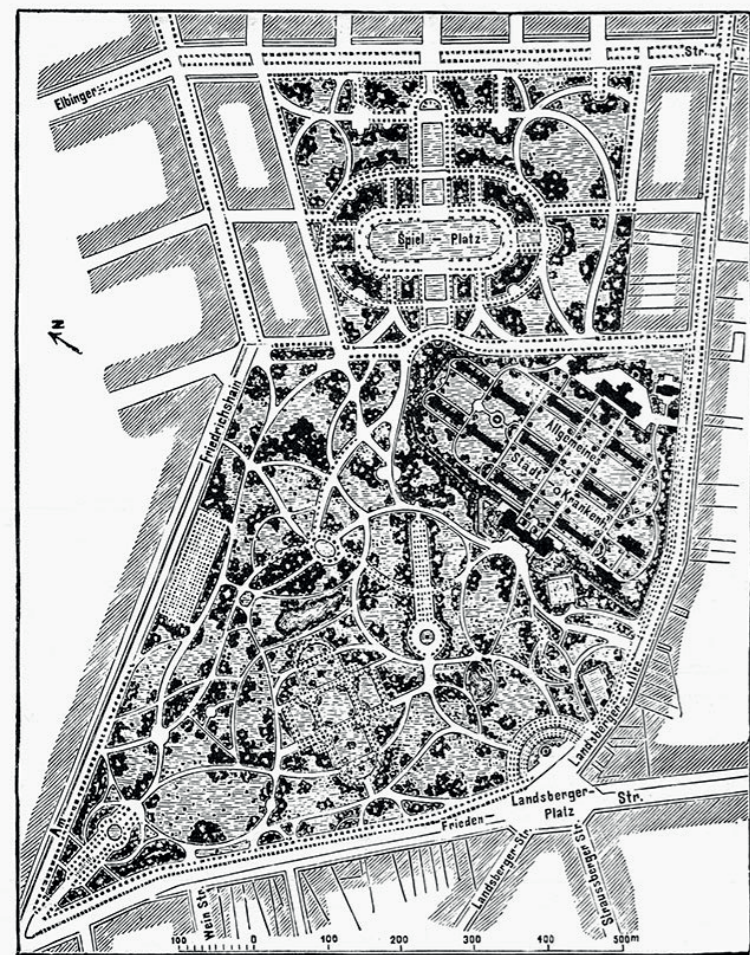 Elbinger-
Str.
Spiel - Platz
N
Am
Friedrichshain
Allgemeines
Städt-
Krankenh.
Landsberger Allee
Landsberger-
Platz
Frieden-
Str.
Landsberger Str.
Straussberger Str.
Wein Str.
100 0 100 200 300 400 500m